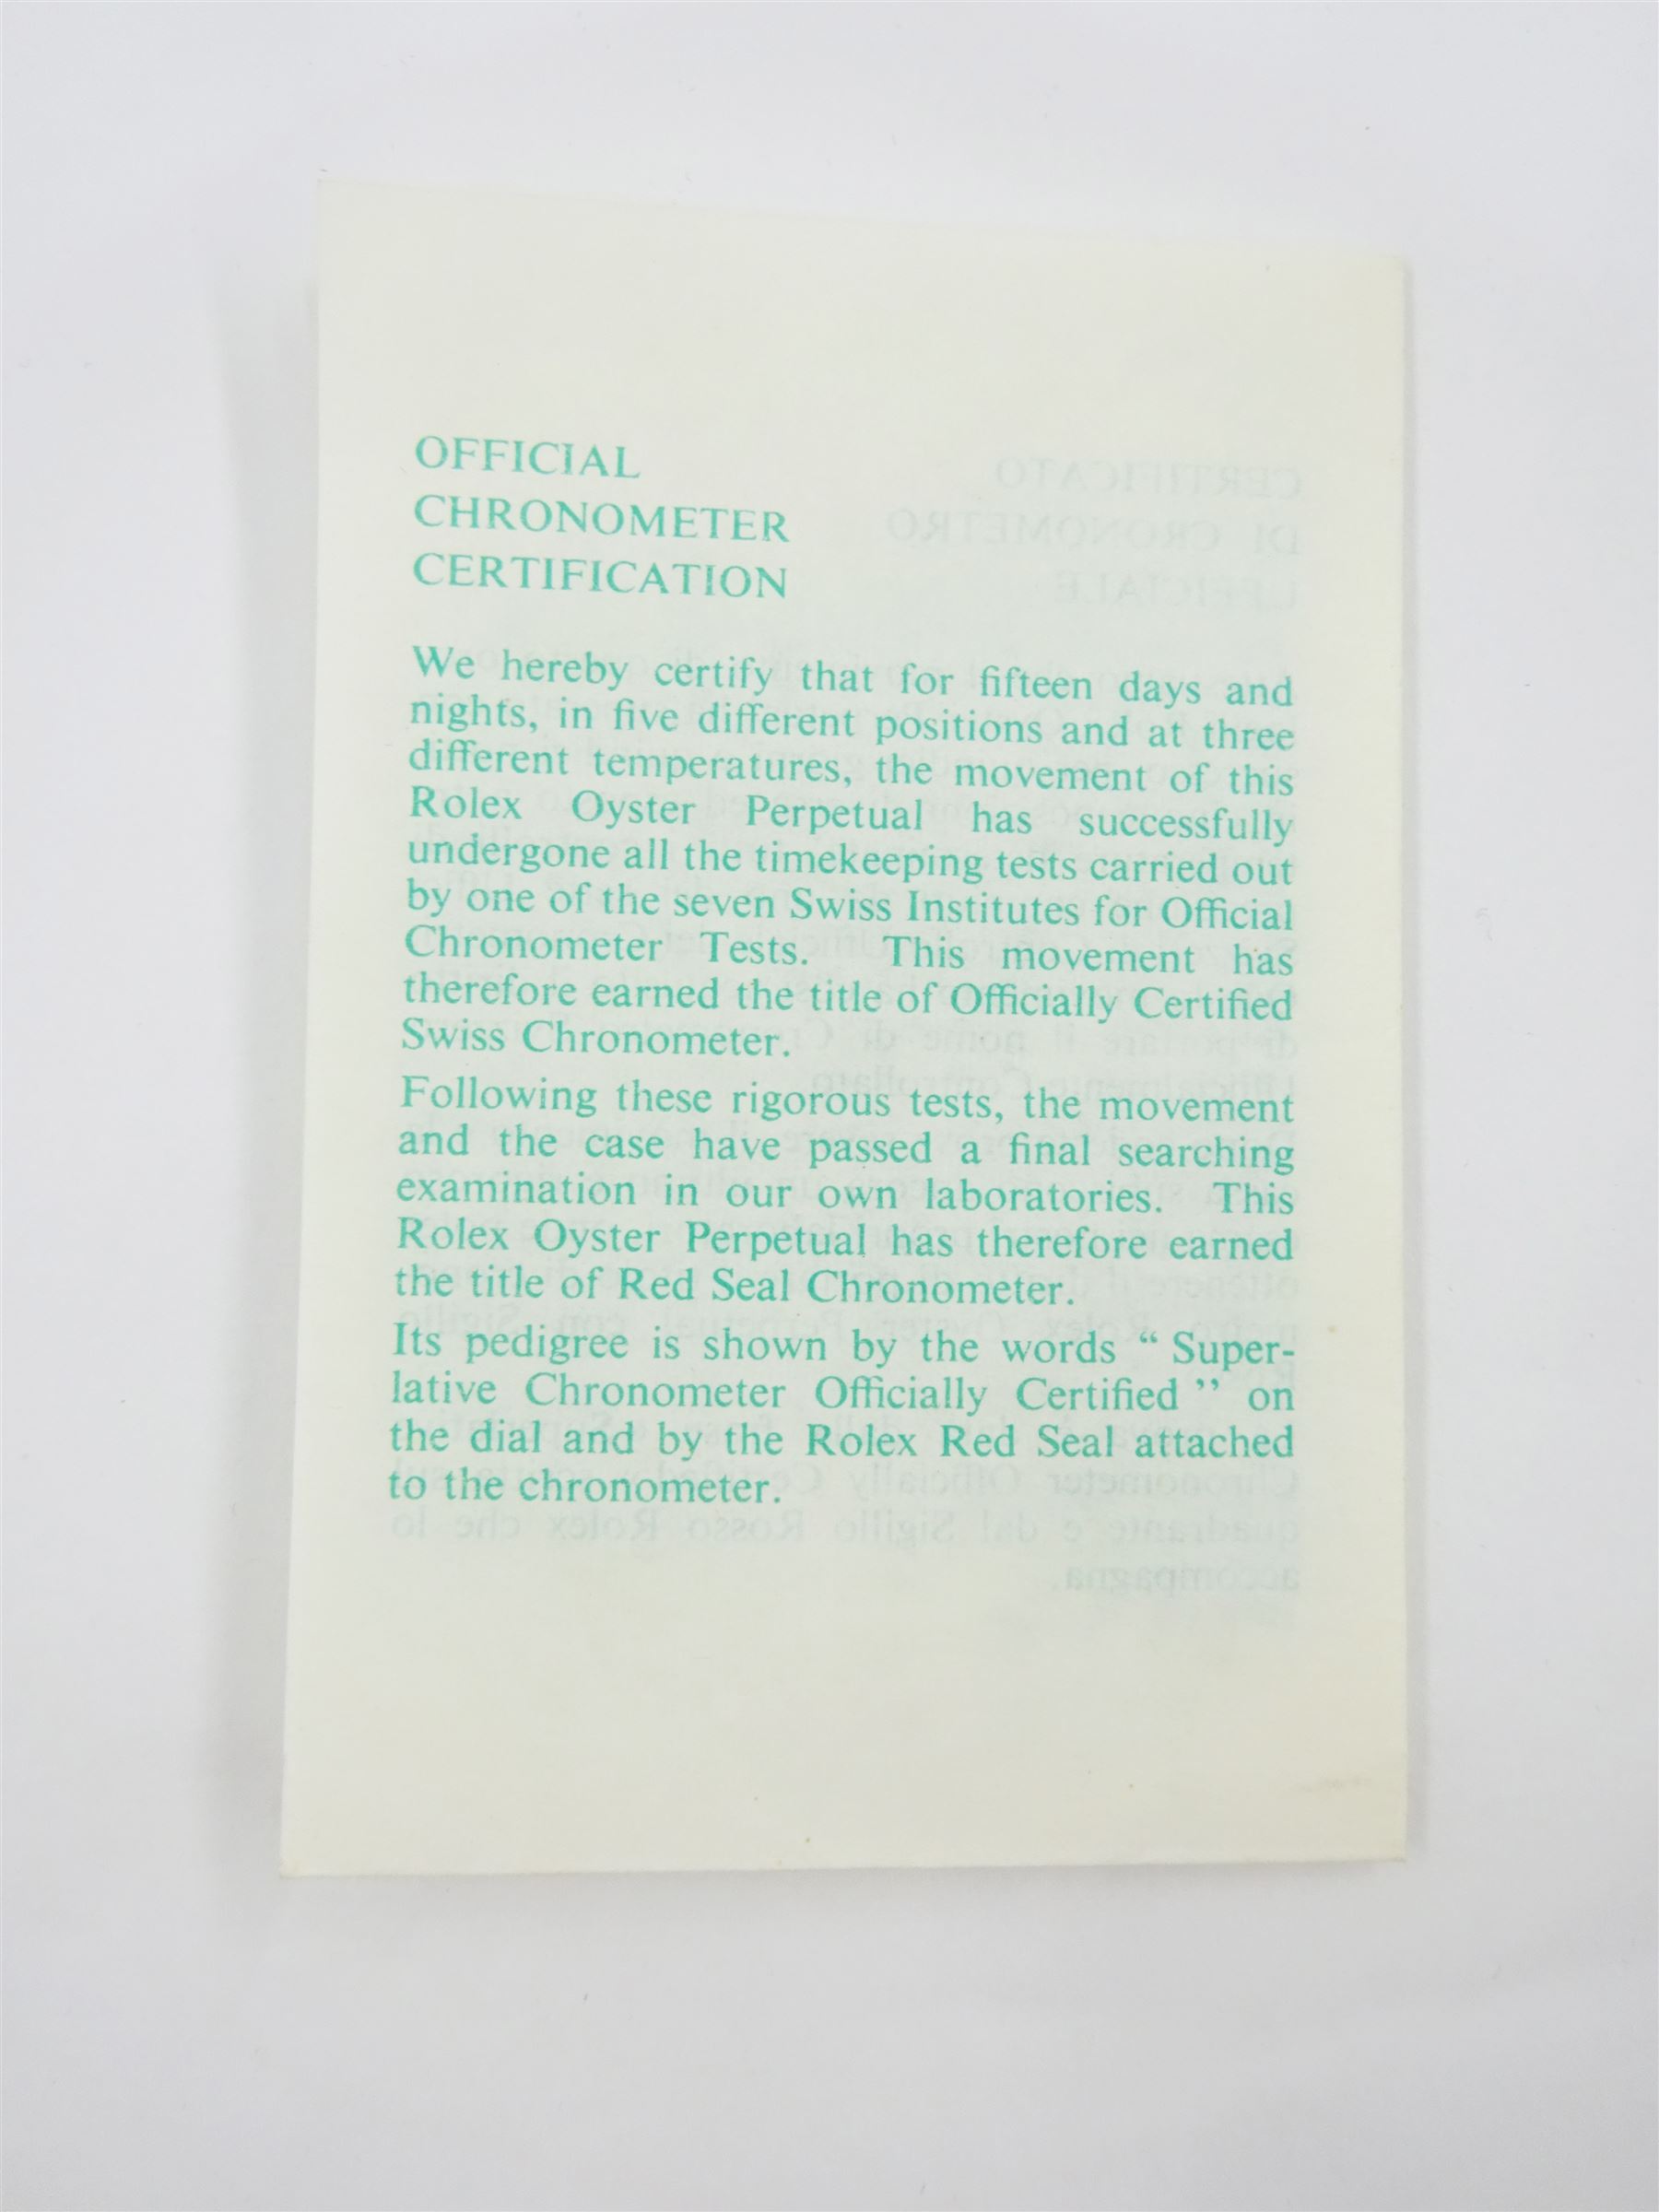 OFFICIAL
CHRONOMETER
CERTIFICATION
We hereby certify that for fifteen days and
nights, in five different positions and at three
different temperatures, the movement of this
Rolex Oyster Perpetual has successfully
undergone all the timekeeping tests carried out
by one of the seven Swiss Institutes for Official
Chronometer Tests. This movement has
therefore earned the title of Officially Certified
Swiss Chronometer.
Following these rigorous tests, the movement
and the case have passed a final searching
examination in our own laboratories. This
Rolex Oyster Perpetual has therefore earned
the title of Red Seal Chronometer.
Its pedigree is shown by the words “ Super-
lative Chronometer Officially Certified ” on
the dial and by the Rolex Red Seal attached
to the chronometer.